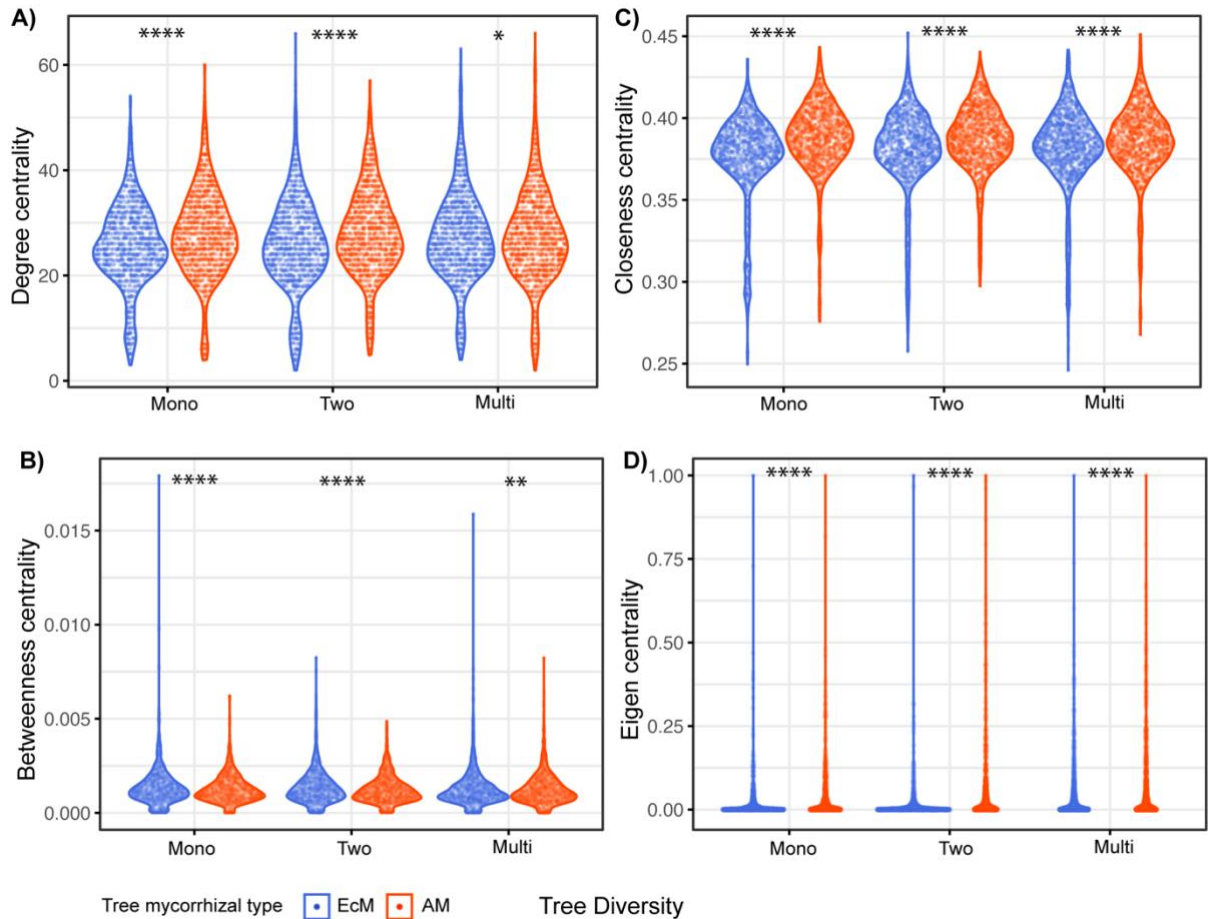 A)
Degree centrality
60
40
20
0
**** **** *
Mono Two Multi
C)
Closeness centrality
0.45
0.40
0.35
0.30
0.25
**** **** ****
Mono Two Multi
B)
Betweenness centrality
0.015
0.010
0.005
0.000
**** **** **
Mono Two Multi
D)
Eigen centrality
1.00
0.75
0.50
0.25
0.00
**** **** ****
Mono Two Multi
Tree mycorrhizal type EcM AM Tree Diversity